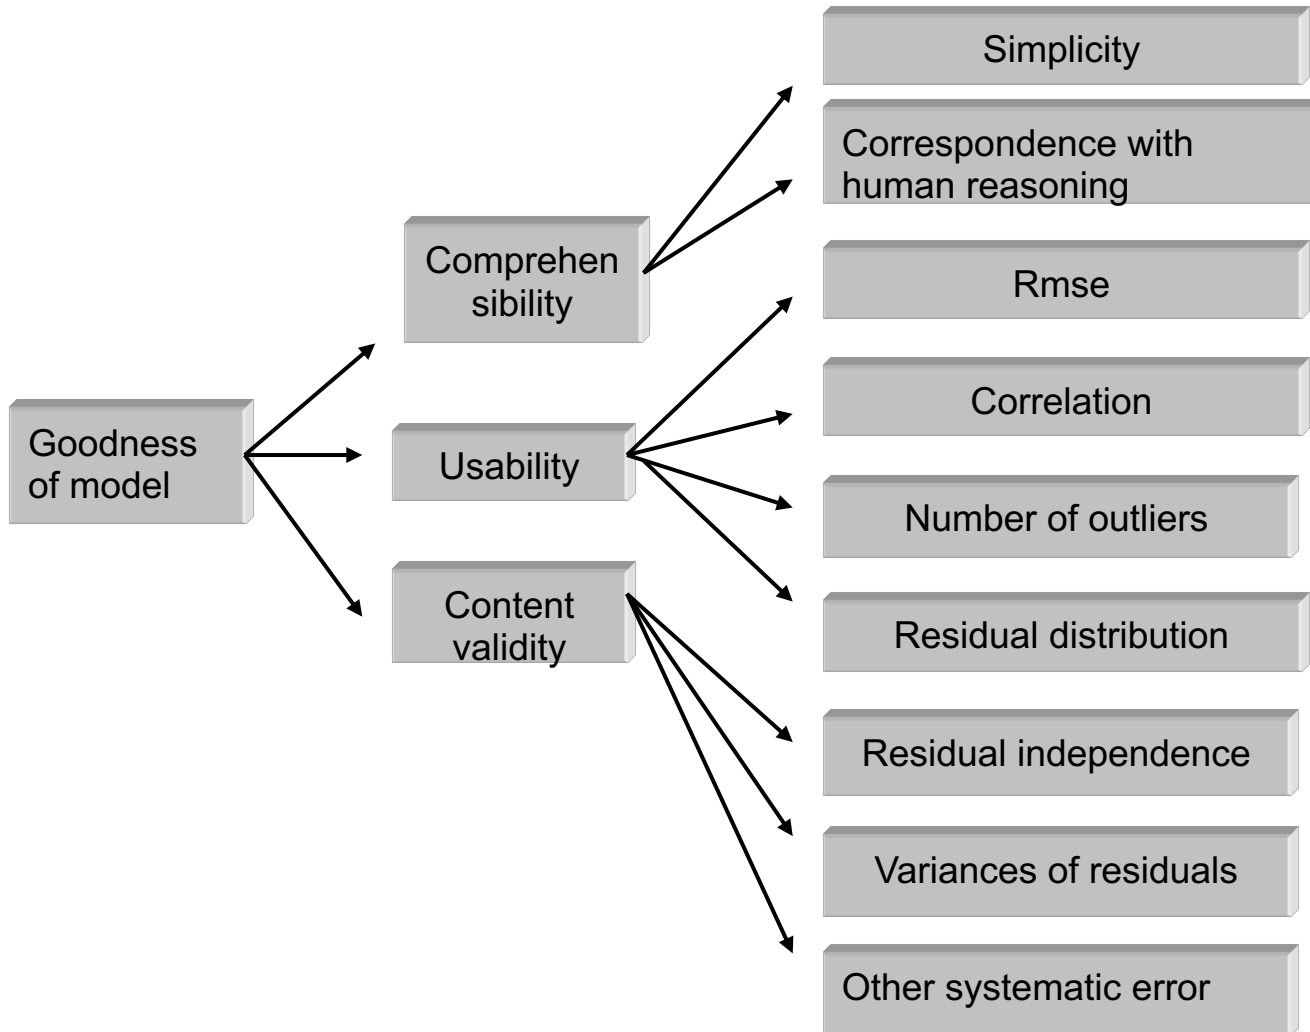 Simplicity
Correspondence with
human reasoning
Comprehen
sibility
Rmse
Correlation
Goodness
of model
Usability
Number of outliers
Content
validity
Residual distribution
Residual independence
Variances of residuals
Other systematic error